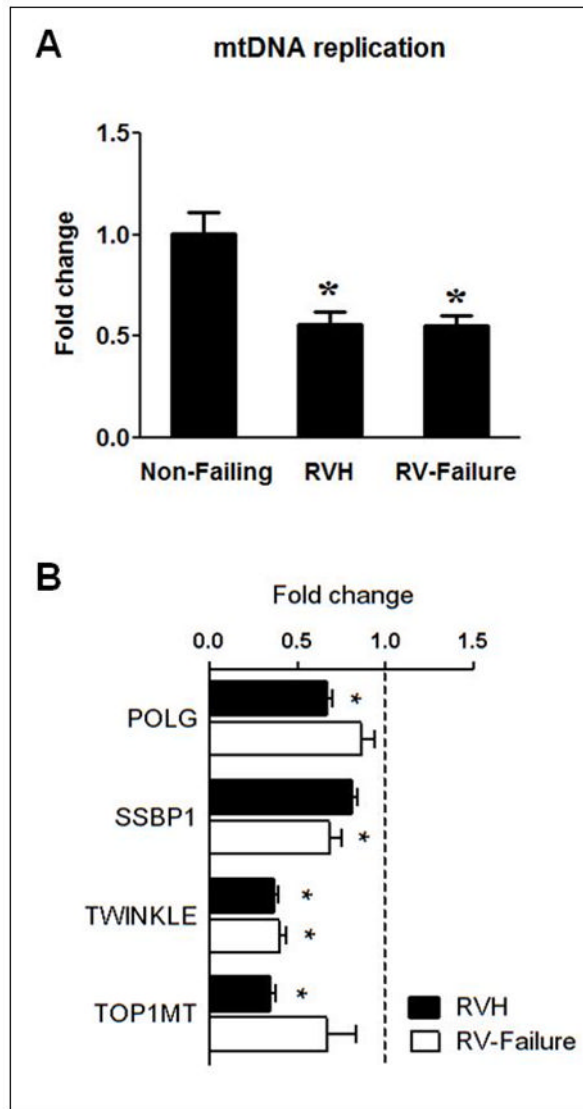 A
mtDNA replication
Fold change
1.5
1.0
0.5
0.0
*
*
Non-Failing RVH RV-Failure
B
Fold change
0.0 0.5 1.0 1.5
POLG
*
SSBP1
*
TWINKLE
*
*
TOP1MT
*
RVH
RV-Failure